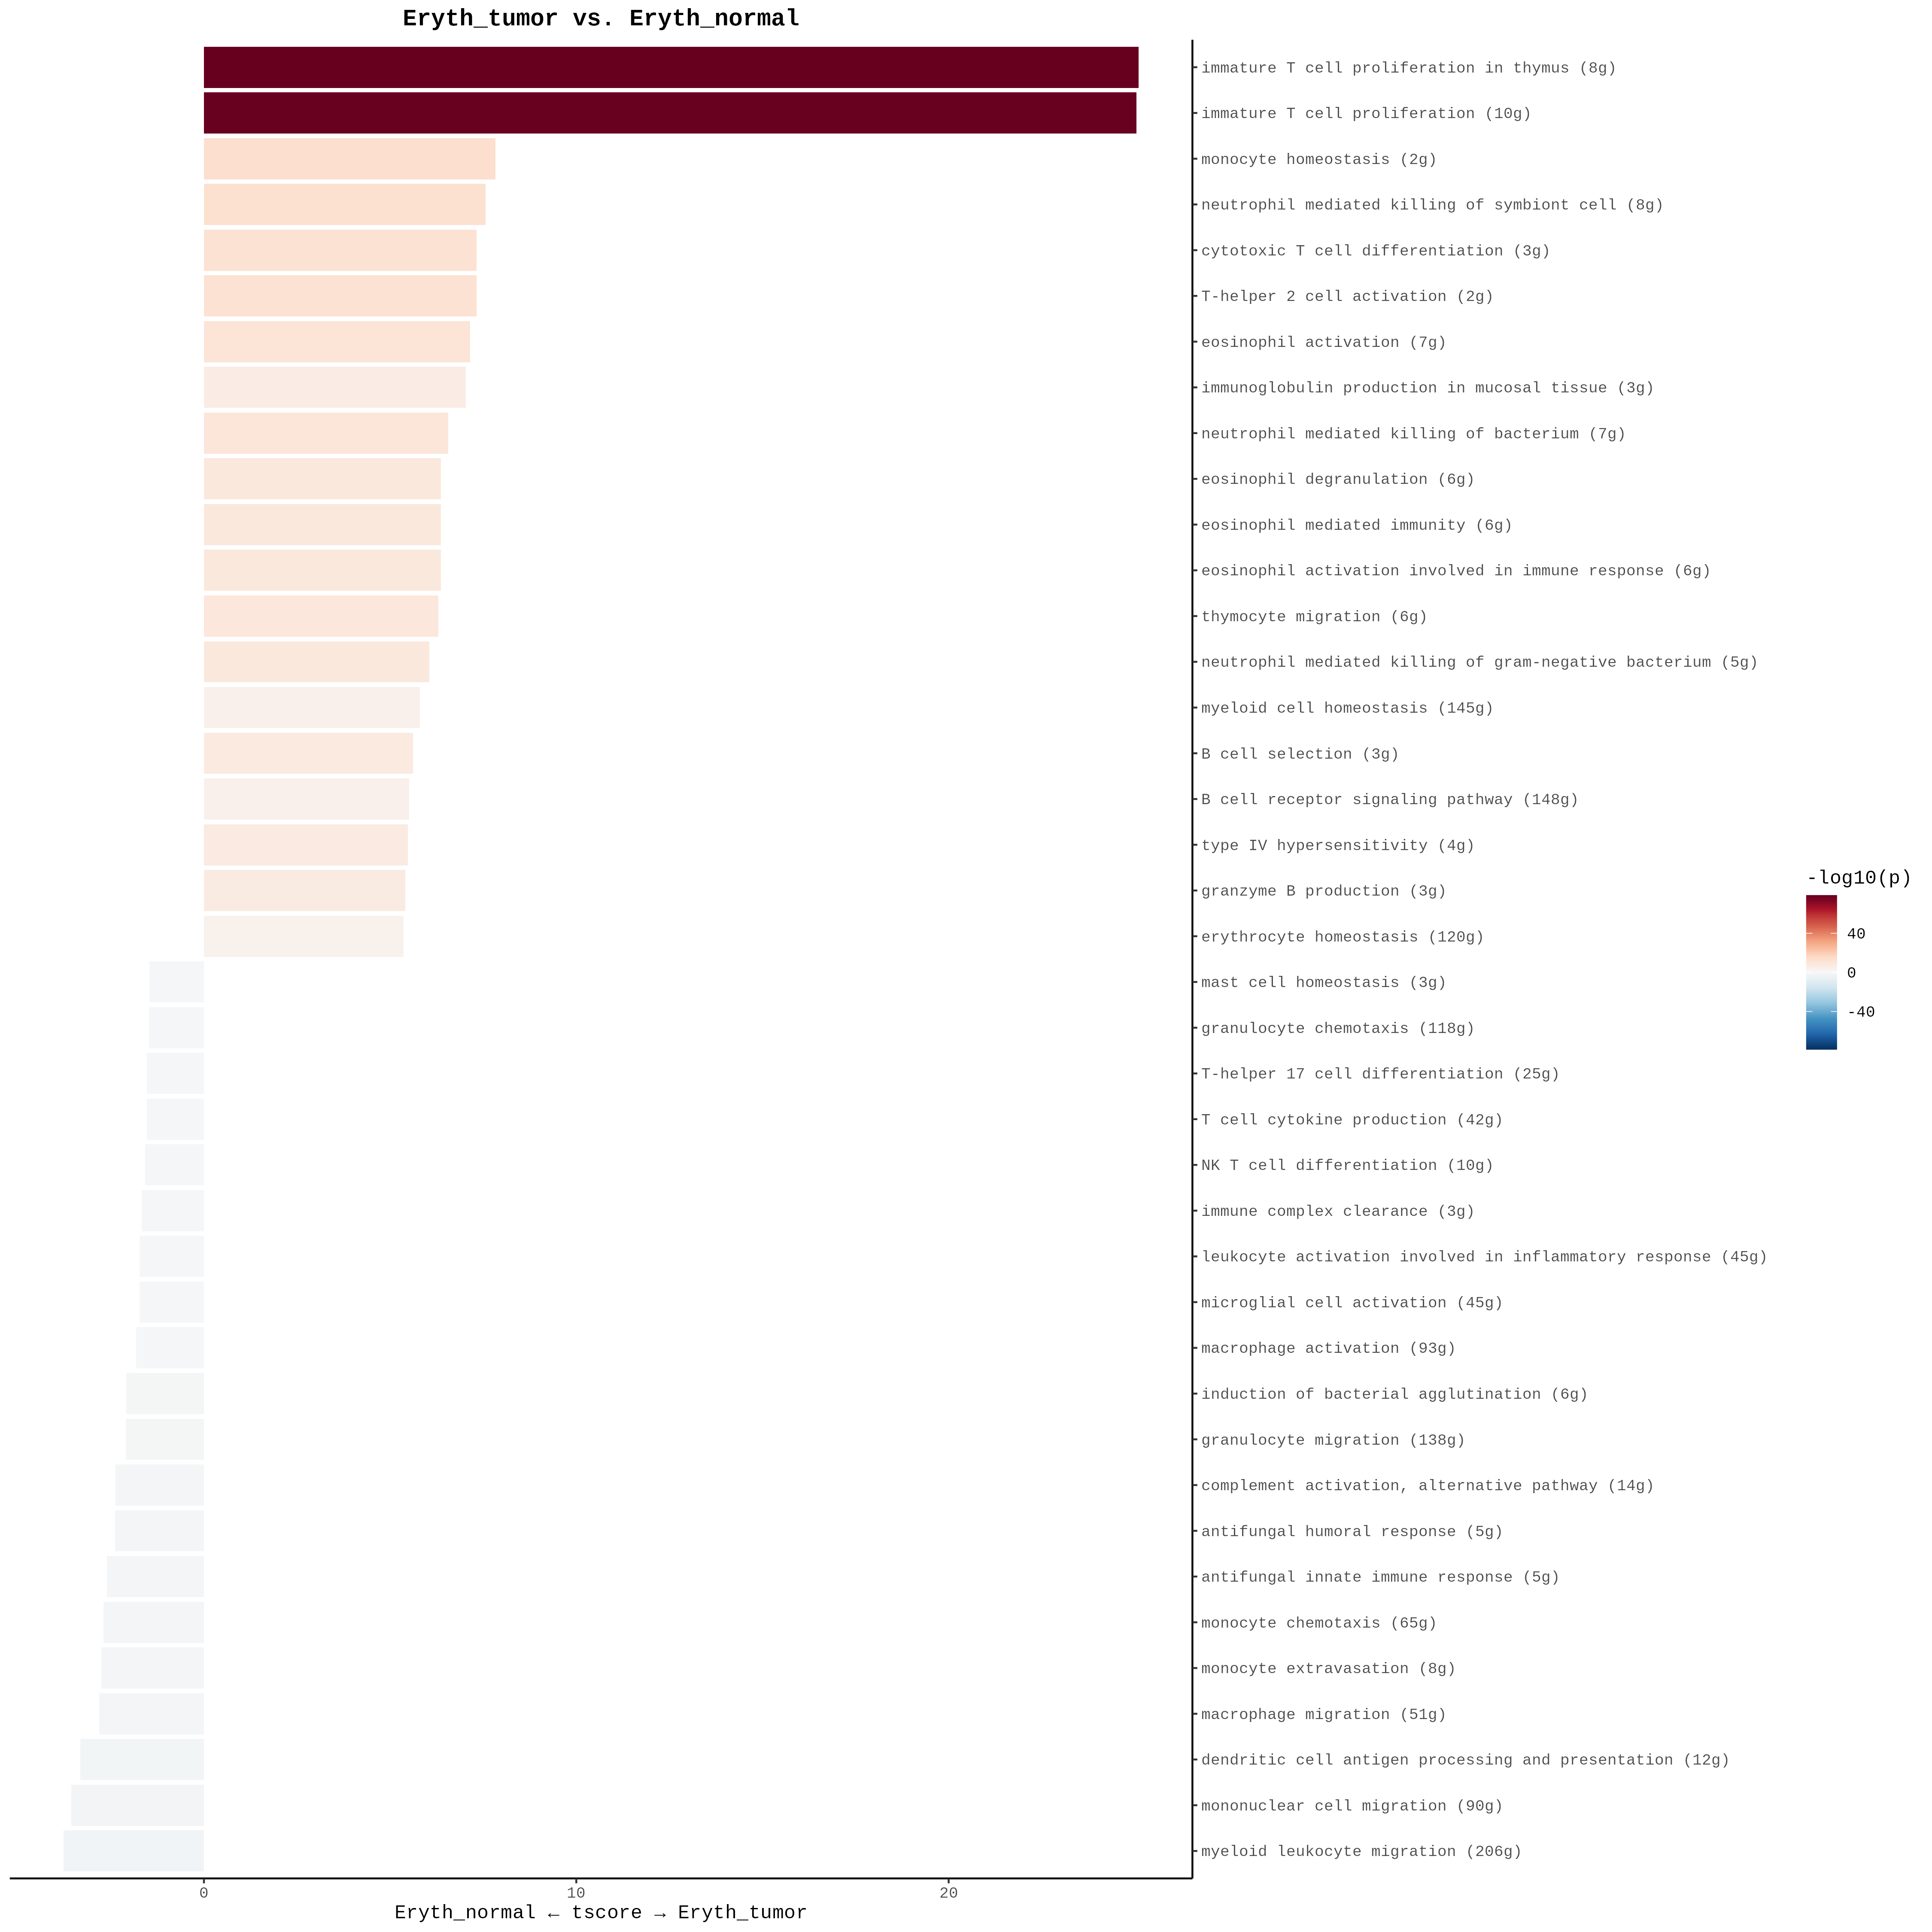 Eryth_tumor vs. Eryth_normal
immature T cell proliferation in thymus (8g)
immature T cell proliferation (10g)
monocyte homeostasis (2g)
neutrophil mediated killing of symbiont cell (8g)
cytotoxic T cell differentiation (3g)
T-helper 2 cell activation (2g)
eosinophil activation (7g)
immunoglobulin production in mucosal tissue (3g)
neutrophil mediated killing of bacterium (7g)
eosinophil degranulation (6g)
eosinophil mediated immunity (6g)
eosinophil activation involved in immune response (6g)
thymocyte migration (6g)
neutrophil mediated killing of gram-negative bacterium (5g)
myeloid cell homeostasis (145g)
B cell selection (3g)
B cell receptor signaling pathway (148g)
type IV hypersensitivity (4g)
granzyme B production (3g)
erythrocyte homeostasis (120g)
mast cell homeostasis (3g)
granulocyte chemotaxis (118g)
T-helper 17 cell differentiation (25g)
T cell cytokine production (42g)
NK T cell differentiation (10g)
immune complex clearance (3g)
leukocyte activation involved in inflammatory response (45g)
microglial cell activation (45g)
macrophage activation (93g)
induction of bacterial agglutination (6g)
granulocyte migration (138g)
complement activation, alternative pathway (14g)
antifungal humoral response (5g)
antifungal innate immune response (5g)
monocyte chemotaxis (65g)
monocyte extravasation (8g)
macrophage migration (51g)
dendritic cell antigen processing and presentation (12g)
mononuclear cell migration (90g)
myeloid leukocyte migration (206g)
0 10 20
Eryth_normal ← tscore → Eryth_tumor
-log10(p)
40
0
-40